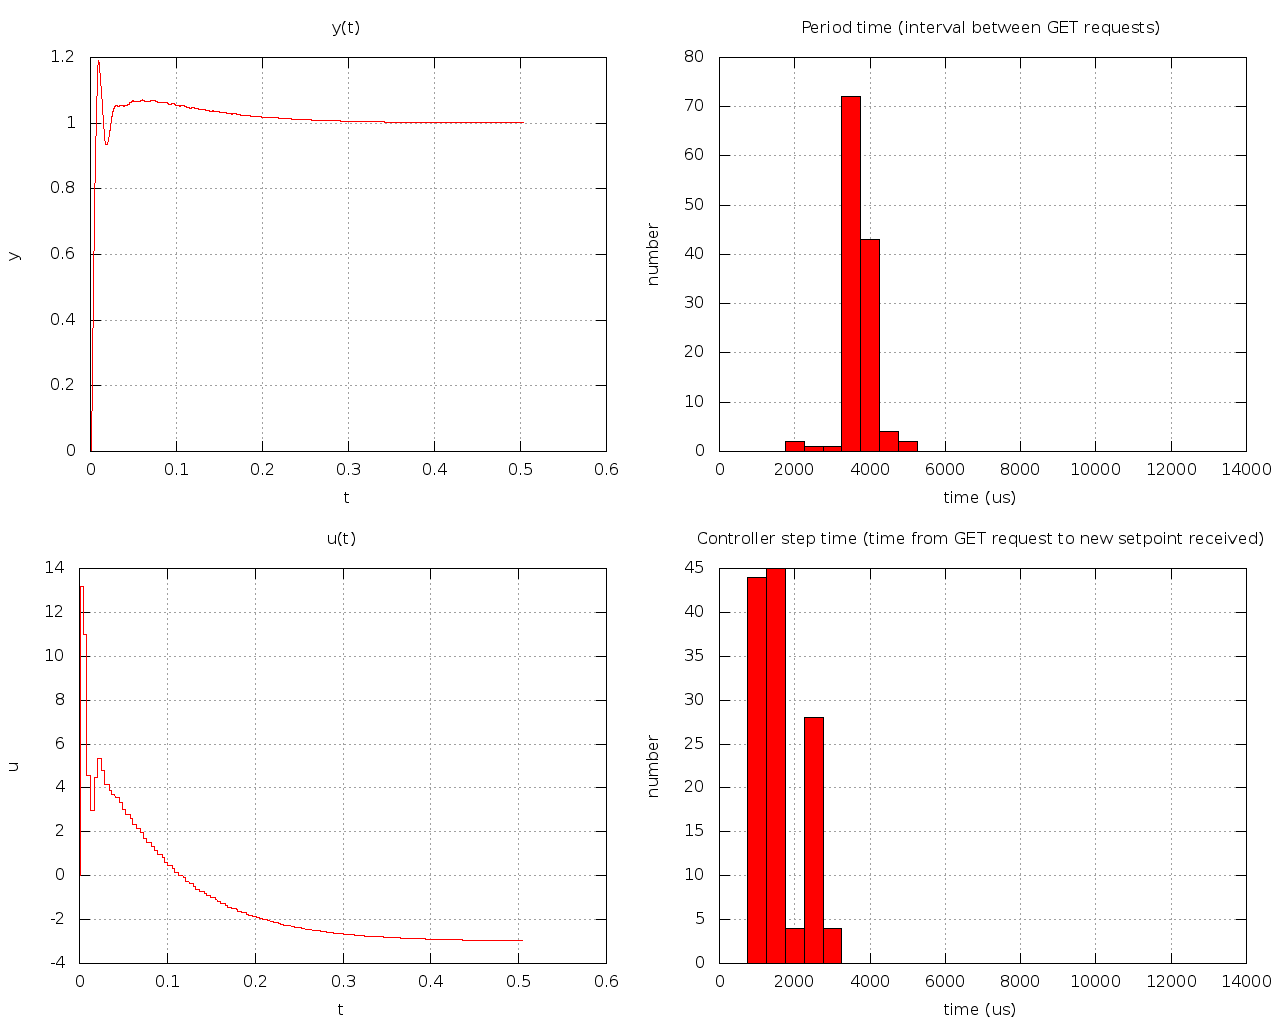 y(t)
1.2
1
0.8
0.6
0.4
0.2
0
y
0 0.1 0.2 0.3 0.4 0.5 0.6
t
Period time (interval between GET requests)
80
70
60
50
40
30
20
10
0
number
0 2000 4000 6000 8000 10000 12000 14000
time (us)
u(t)
14
12
10
8
6
4
2
0
-2
-4
u
0 0.1 0.2 0.3 0.4 0.5 0.6
t
Controller step time (time from GET request to new setpoint received)
45
40
35
30
25
20
15
10
5
0
number
0 2000 4000 6000 8000 10000 12000 14000
time (us)